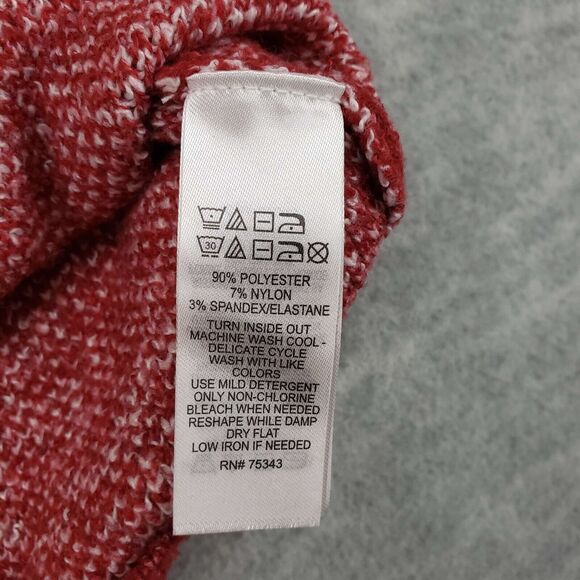 30
90% POLYESTER
7% NYLON
3% SPANDEX/ELASTANE
TURN INSIDE OUT
MACHINE WASH COOL -
DELICATE CYCLE
WASH WITH LIKE
COLORS
USE MILD DETERGENT
ONLY NON-CHLORINE
BLEACH WHEN NEEDED
RESHAPE WHILE DAMP
DRY FLAT
LOW IRON IF NEEDED
RN# 75343